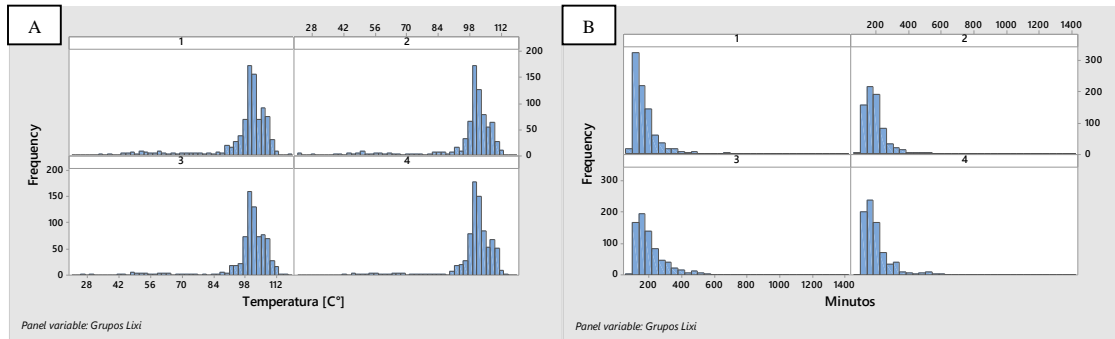 A
28 42 56 70 84 98 112
1 2
200
150
100
50
0
Frequency
3 4
200
150
100
50
0
28 42 56 70 84 98 112
Temperatura [C°]
Panel variable: Grupos Lixi
B
200 400 600 800 1000 1200 1400
1 2
300
200
100
0
Frequency
3 4
300
200
100
0
200 400 600 800 1000 1200 1400
Minutos
Panel variable: Grupos Lixi